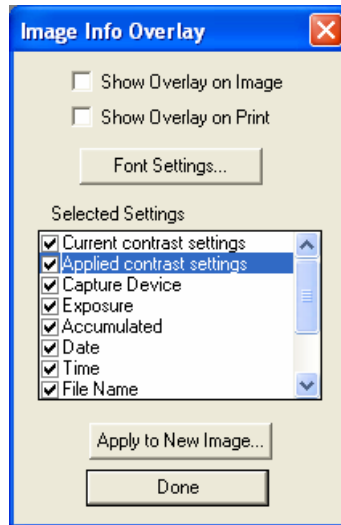 Image Info Overlay
Show Overlay on Image
Show Overlay on Print
Font Settings...
Selected Settings
Current contrast settings
Applied contrast settings
Capture Device
Exposure
Accumulated
Date
Time
File Name
Apply to New Image...
Done